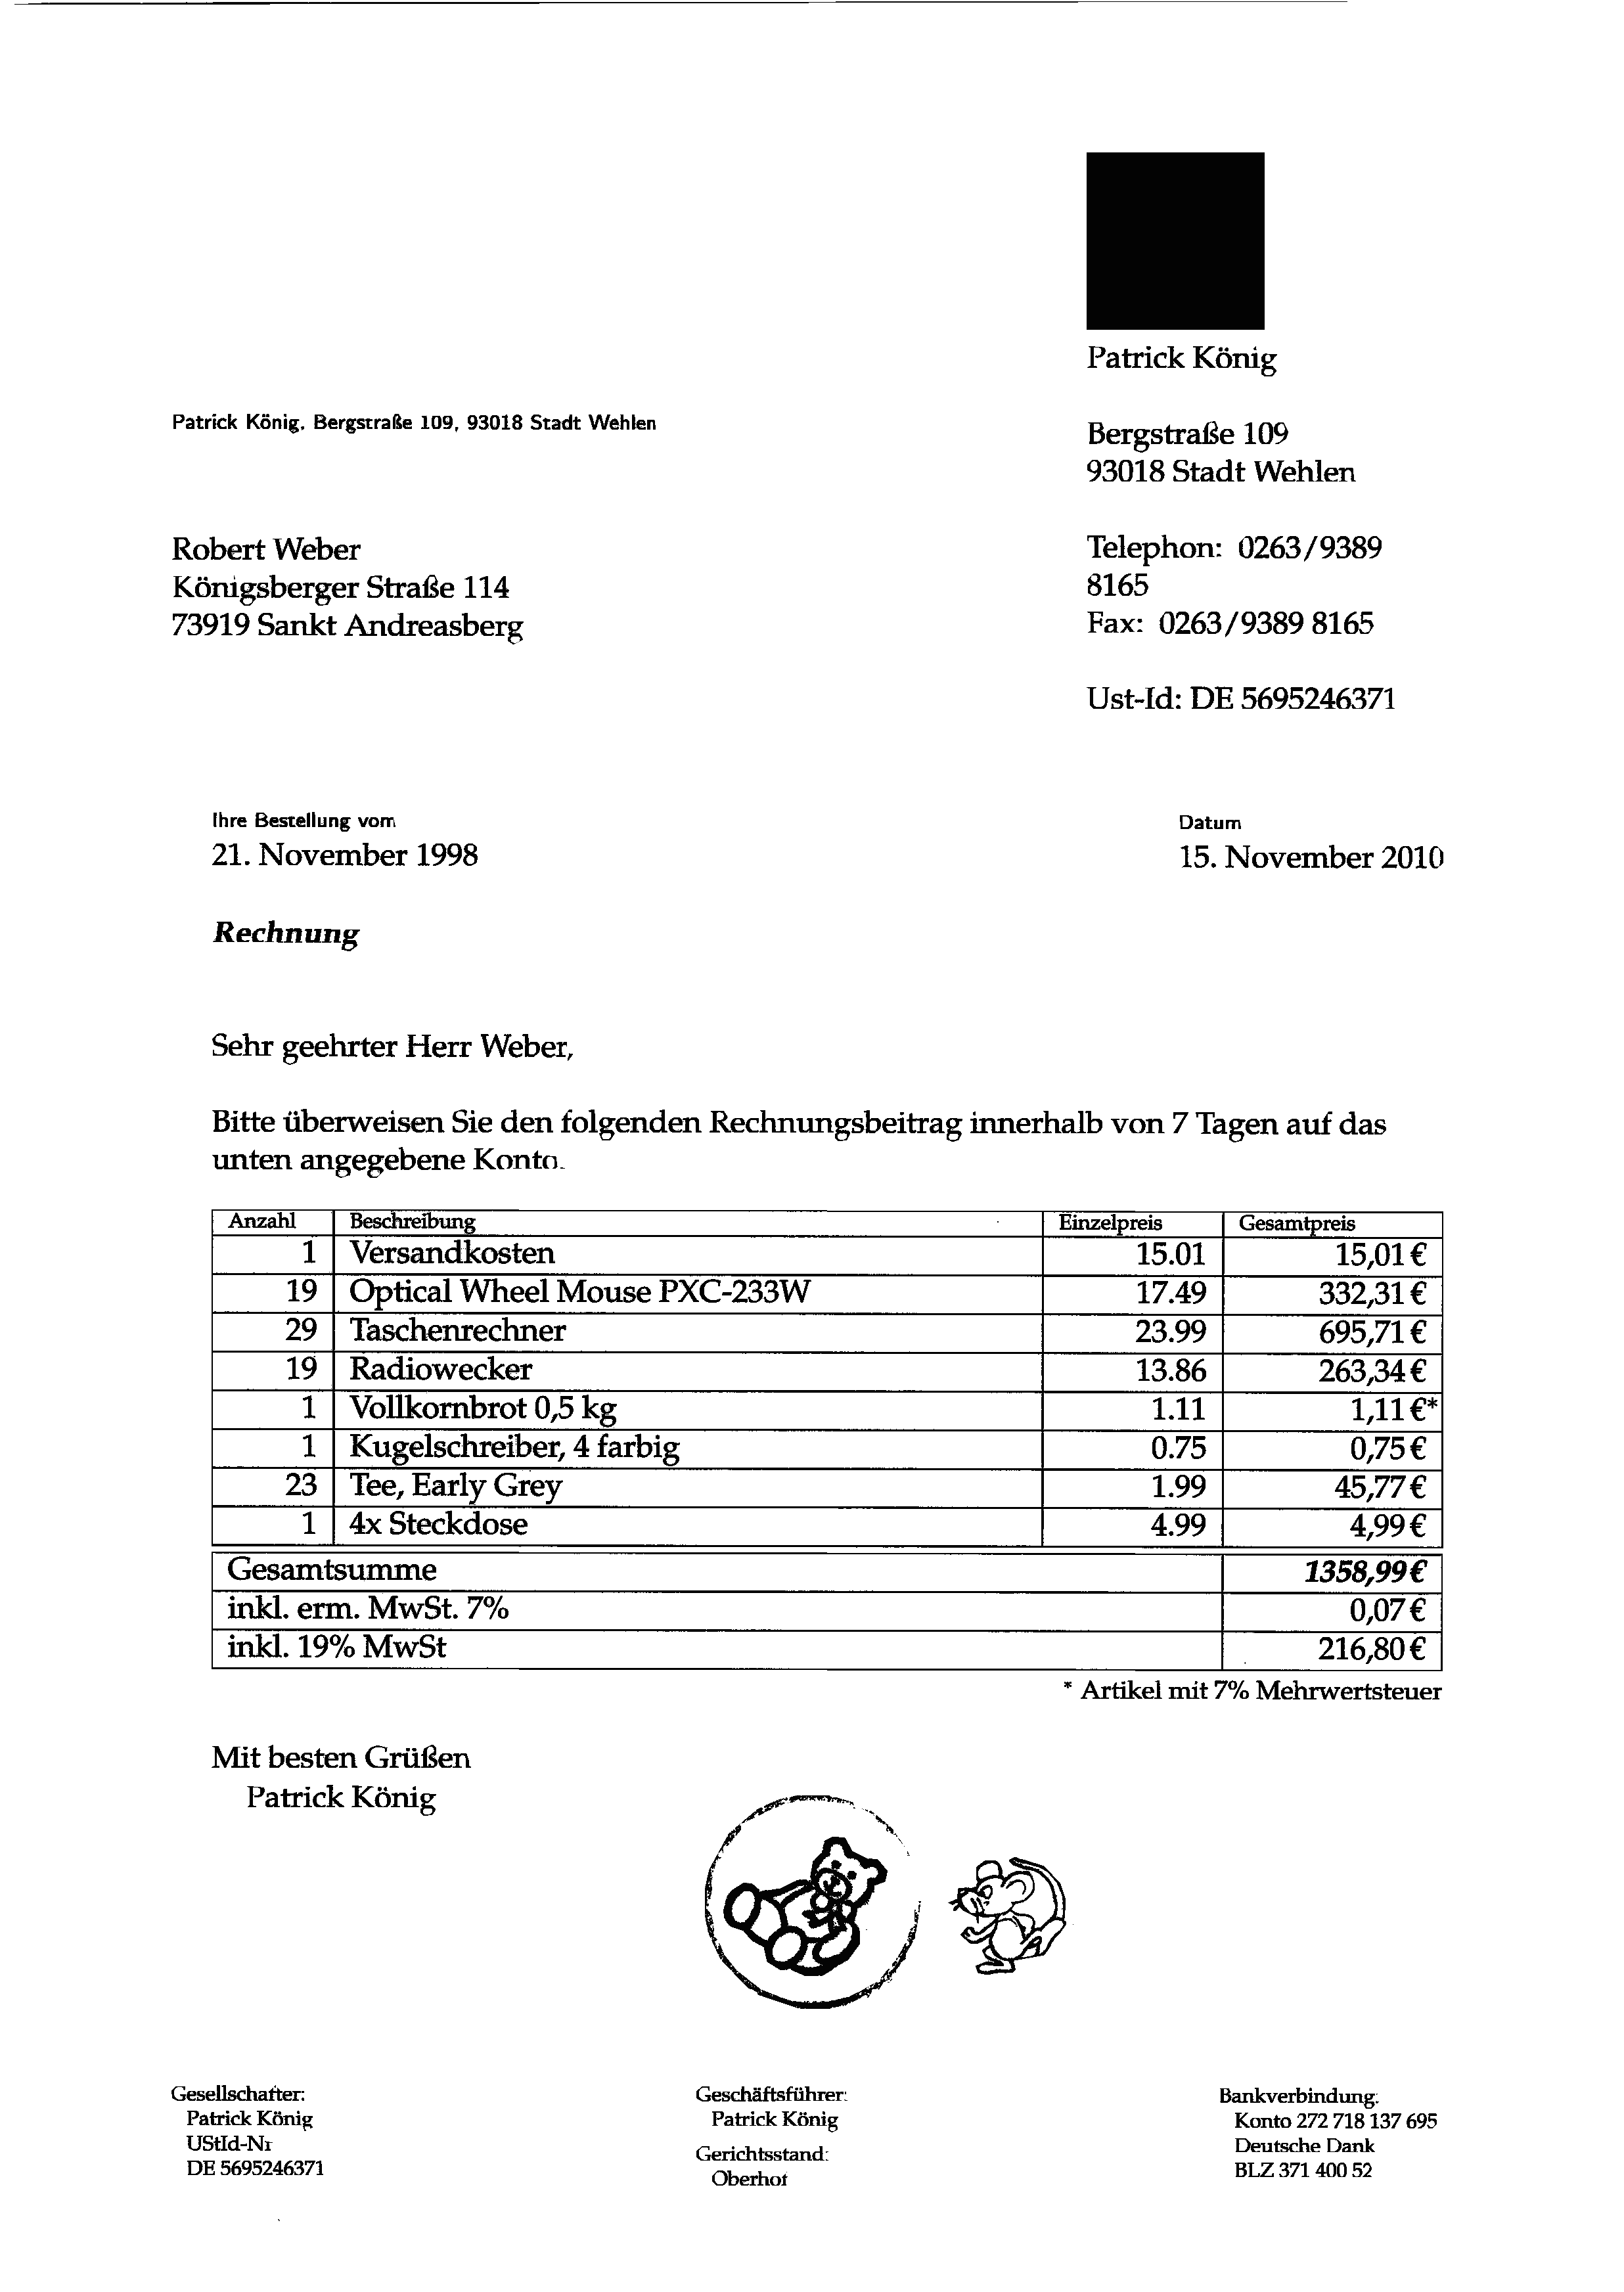 Patrick König
Patrick König, Bergstraße 109, 93018 Stadt Wehlen
Bergstraße 109
93018 Stadt Wehlen
Robert Weber
Königsberger Straße 114
73919 Sankt Andreasberg
Telephon: 0263/9389
8165
Fax: 0263/9389 8165
Ust-Id: DE 5695246371
Ihre Bestellung vom
21. November 1998
Datum
15. November 2010
Rechnung
Sehr geehrter Herr Weber,
Bitte überweisen Sie den folgenden Rechnungsbeitrag innerhalb von 7 Tagen auf das
unten angegebene Konto.
Anzahl Beschreibung Einzelpreis Gesamtpreis
1 Versandkosten 15.01 15,01 €
19 Optical Wheel Mouse PXC-233W 17.49 332,31 €
29 Taschenrechner 23.99 695,71 €
19 Radiowecker 13.86 263,34 €
1 Vollkornbrot 0,5 kg 1.11 1,11 €*
1 Kugelschreiber, 4 farbig 0.75 0,75 €
23 Tee, Early Grey 1.99 45,77 €
1 4x Steckdose 4.99 4,99 €
Gesamtsumme 1358,99 €
inkl. erm. MwSt. 7% 0,07 €
inkl. 19% MwSt 216,80 €
* Artikel mit 7% Mehrwertsteuer
Mit besten Grüßen
Patrick König
Gesellschafter:
Patrick König
UStId-Nr
DE 5695246371
Geschäftsführer:
Patrick König
Gerichtsstand:
Oberhof
Bankverbindung:
Konto 272 718 137 695
Deutsche Dank
BLZ 371 400 52